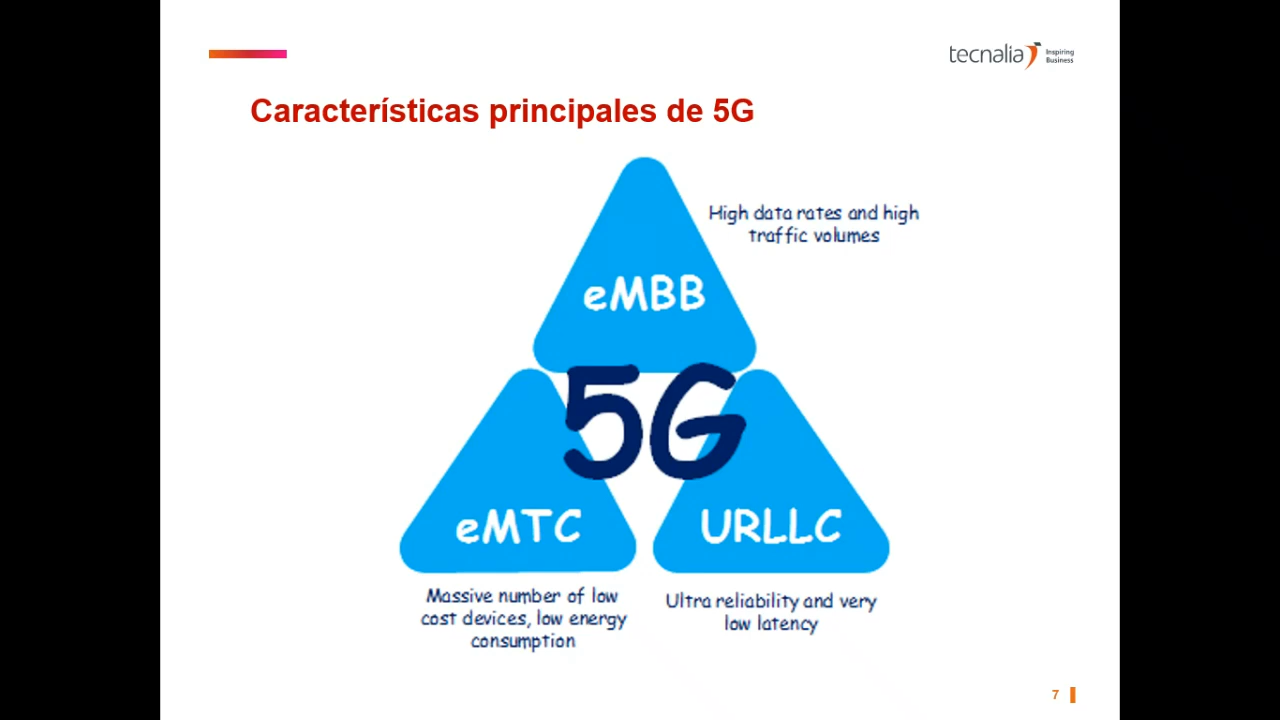 tecnalia Inspiring
Business
Características principales de 5G
High data rates and high
traffic volumes
eMBB
5G
eMTC
URLLC
Massive number of low
cost devices, low energy
consumption
Ultra reliability and very
low latency
7